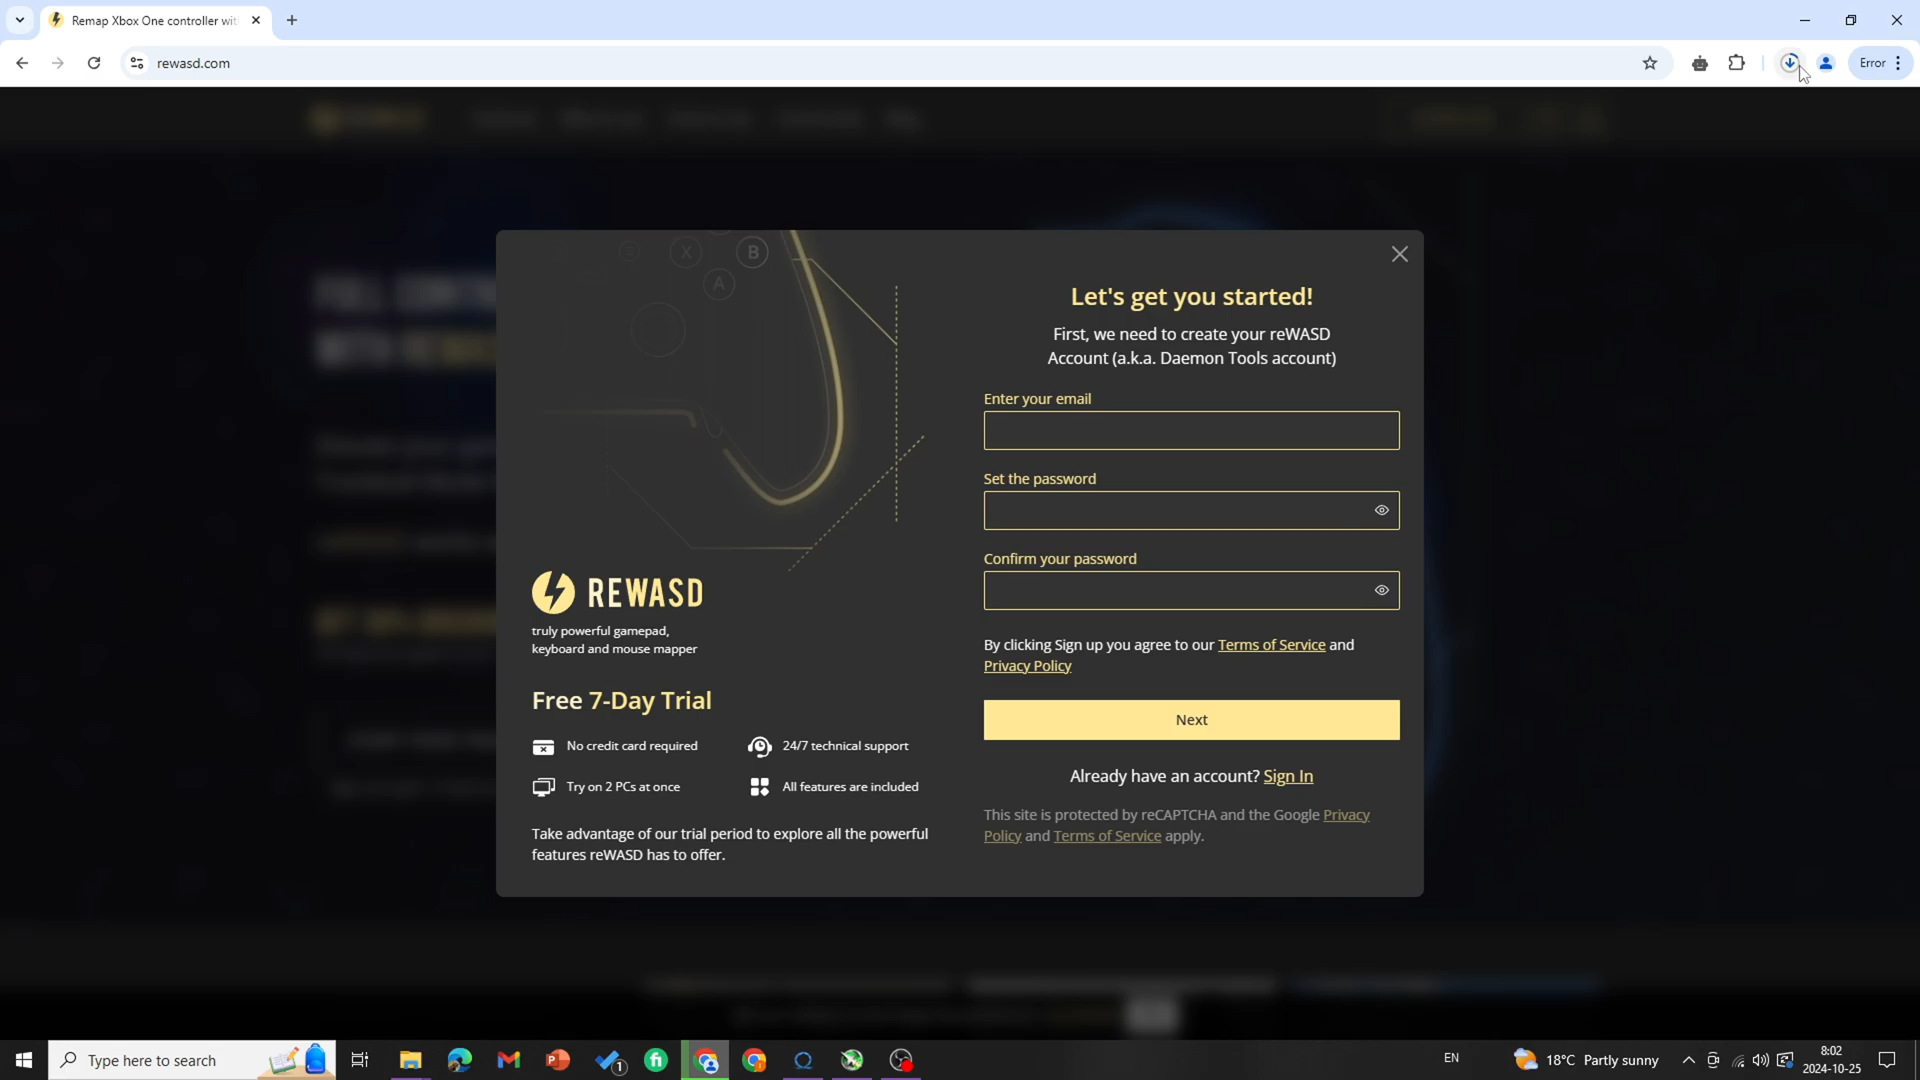 Remap Xbox One controller wit
rewasd.com
Error
X
B
A
REWASD
truly powerful gamepad,
keyboard and mouse mapper
Free 7-Day Trial
No credit card required
24/7 technical support
Try on 2 PCs at once
All features are included
Take advantage of our trial period to explore all the powerful
features reWASD has to offer.
Let's get you started!
First, we need to create your reWASD
Account (a.k.a. Daemon Tools account)
Enter your email
Set the password
Confirm your password
By clicking Sign up you agree to our Terms of Service and
Privacy Policy
Next
Already have an account? Sign In
This site is protected by reCAPTCHA and the Google Privacy
Policy and Terms of Service apply.
FULL CONTR
WITH REWAS
Type here to search
1
EN
18°C Partly sunny
8:02
2024-10-25